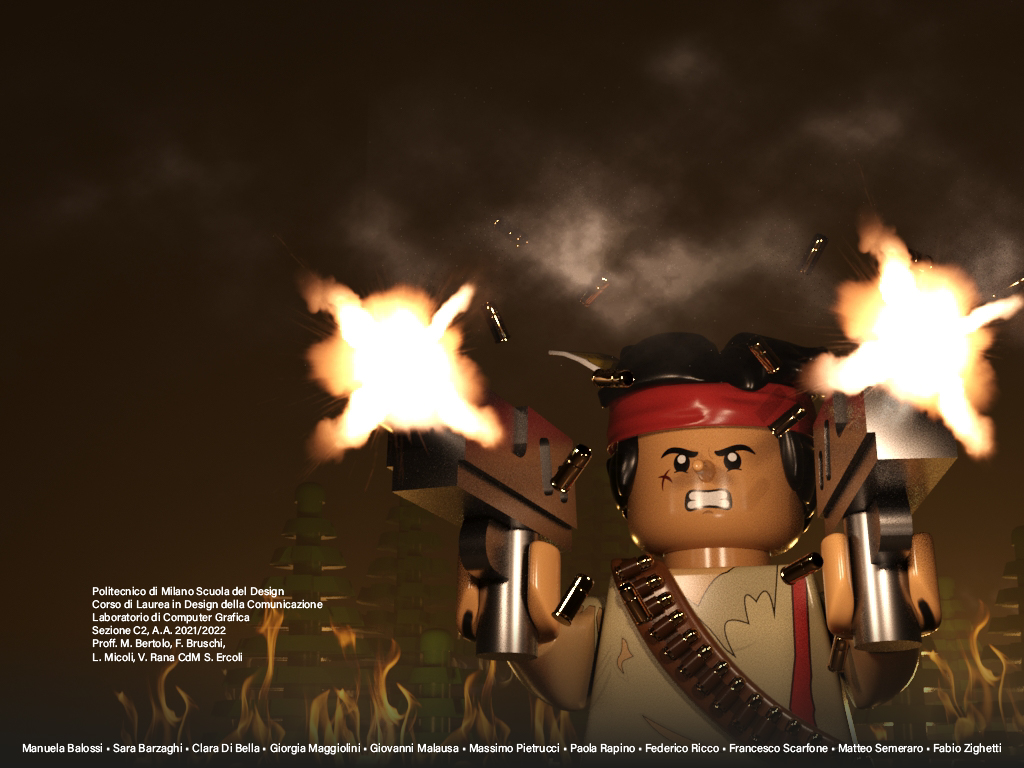 Politecnico di Milano Scuola del Design
Corso di Laurea in Design della Comunicazione
Laboratorio di Computer Grafica
Sezione C2, A.A. 2021/2022
Proff. M. Bertolo, F. Bruschi,
L. Micoli, V. Rana CdM S. Ercoli
Manuela Balossi • Sara Barzaghi • Clara Di Bella • Giorgia Maggiolini • Giovanni Malausa • Massimo Pietrucci • Paola Rapino • Federico Ricco • Francesco Scarfone • Matteo Semeraro • Fabio Zighetti